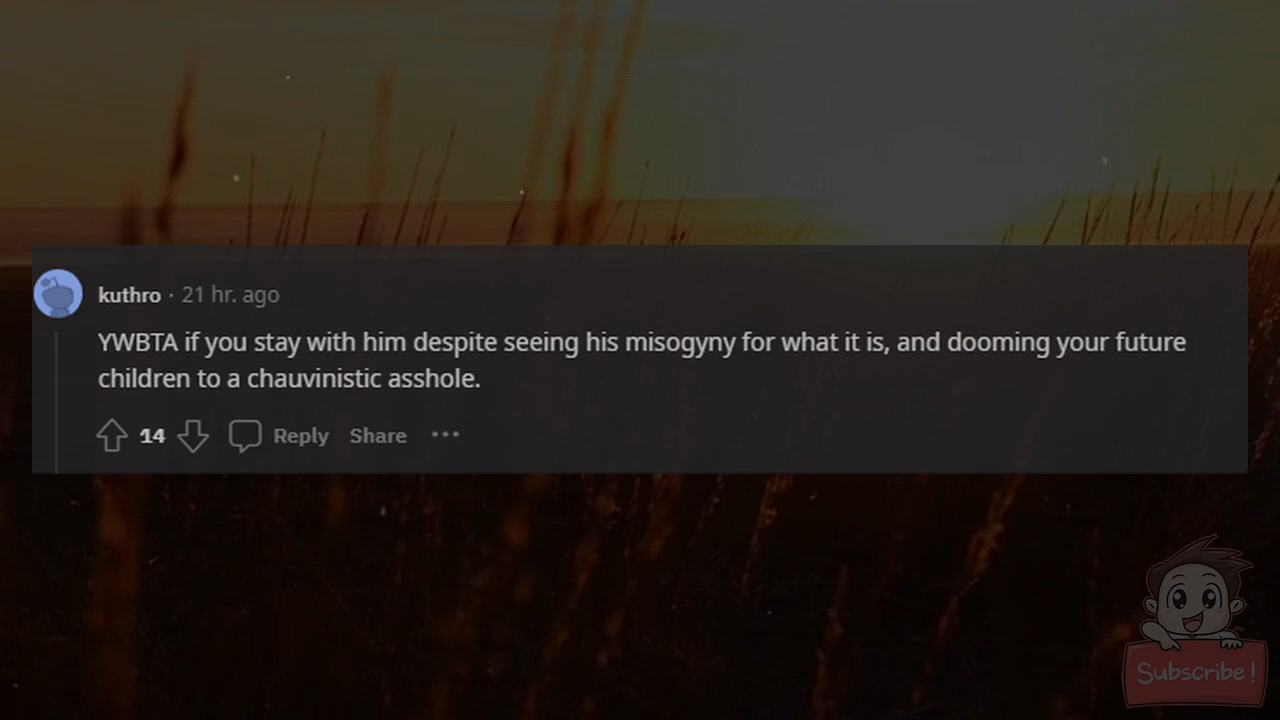 kuthro · 21 hr. ago
YWBTA if you stay with him despite seeing his misogyny for what it is, and dooming your future
children to a chauvinistic asshole.
14 Reply Share ···
Subscribe!